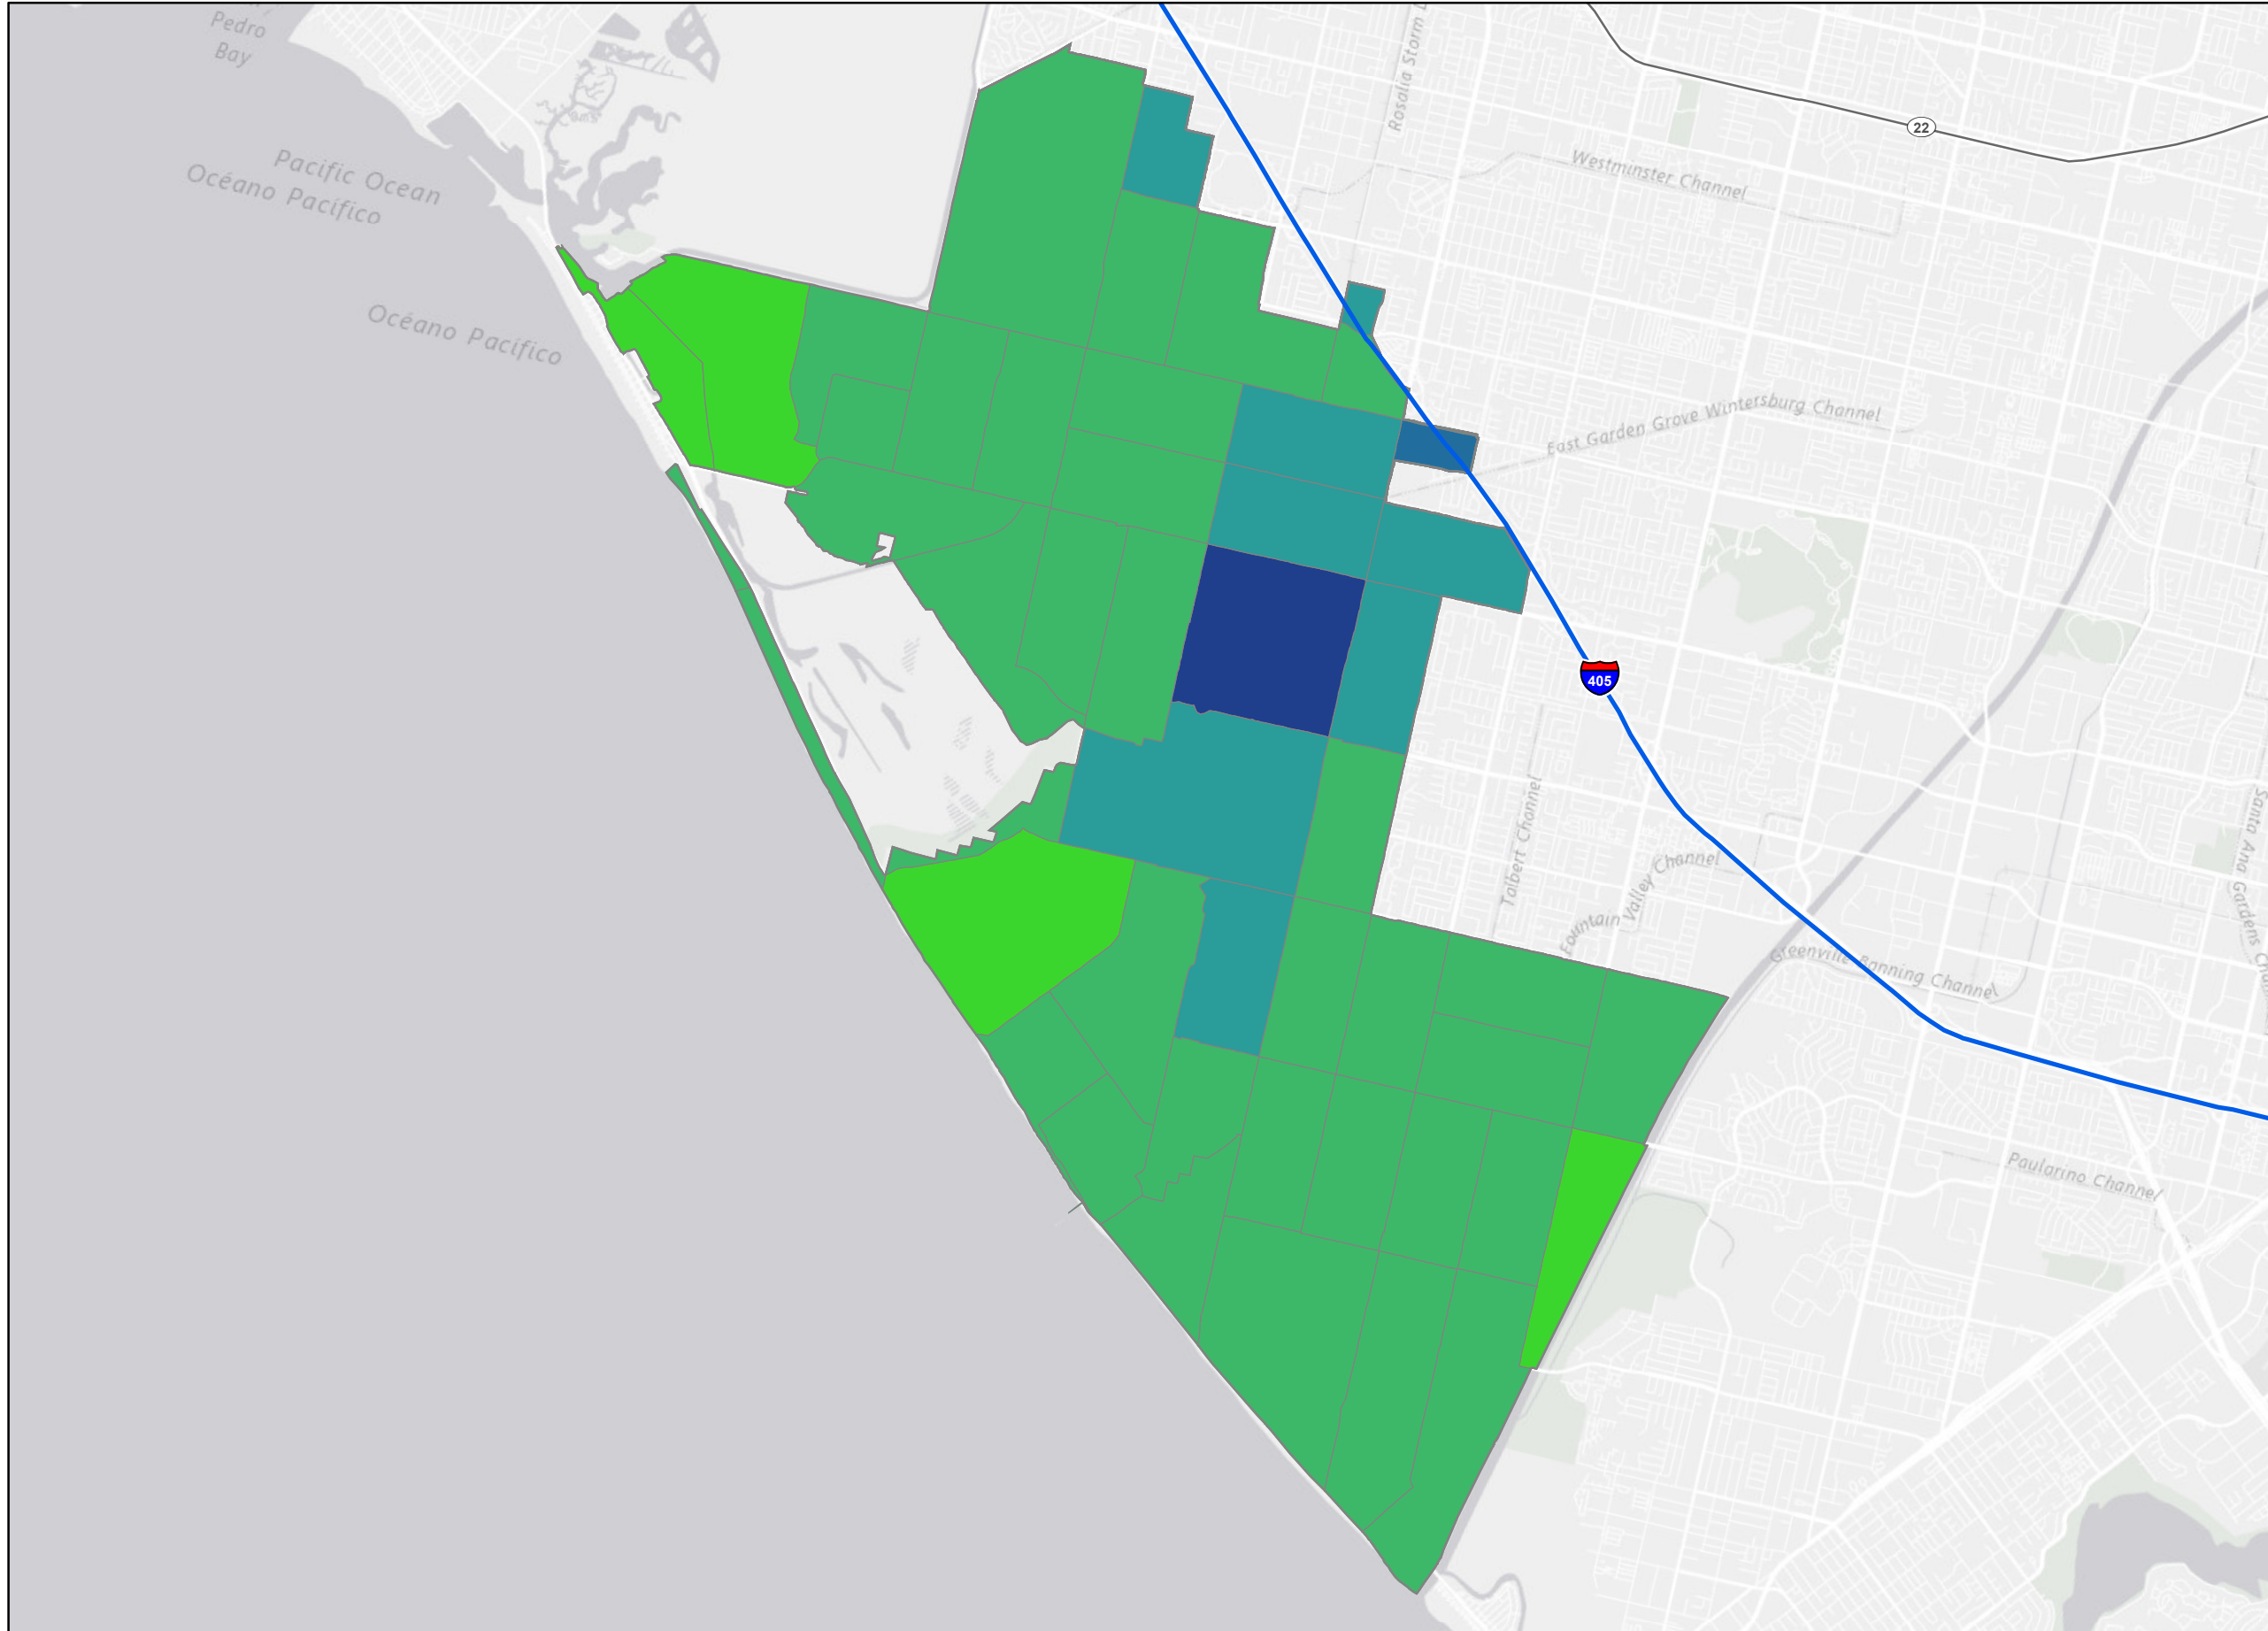 Pedro
Bay
Pacific Ocean
Océano Pacífico
Océano Pacífico
Rosalia Storm
22
Westminster Channel
East Garden Grove Wintersburg Channel
405
Talbert Channel
Fountain Valley Channel
Greenville Banning Channel
Santa Ana Gardens
Paularino Channel